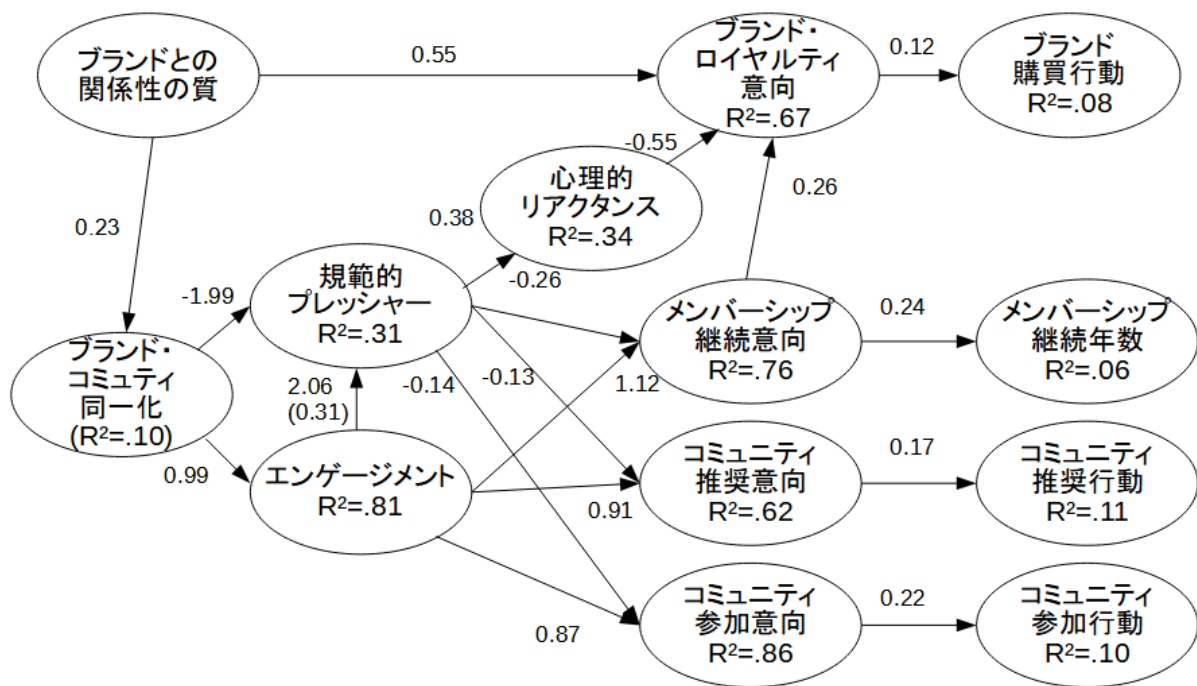 ブランドとの
関係性の質
0.55
ブランド・
ロイヤルティ
意向
R²=.67
0.12
ブランド
購買行動
R²=.08
-0.55
心理的
リアクタンス
R²=.34
0.26
0.23
0.38
-0.26
規範的
プレッシャー
R²=.31
-1.99
メンバーシップ
継続意向
R²=.76
0.24
メンバーシップ
継続年数
R²=.06
ブランド・
コミュティ
同一化
(R²=.10)
2.06
(0.31)
-0.14
-0.13
1.12
0.99
エンゲージメント
R²=.81
0.91
コミュニティ
推奨意向
R²=.62
0.17
コミュニティ
推奨行動
R²=.11
0.87
コミュニティ
参加意向
R²=.86
0.22
コミュニティ
参加行動
R²=.10